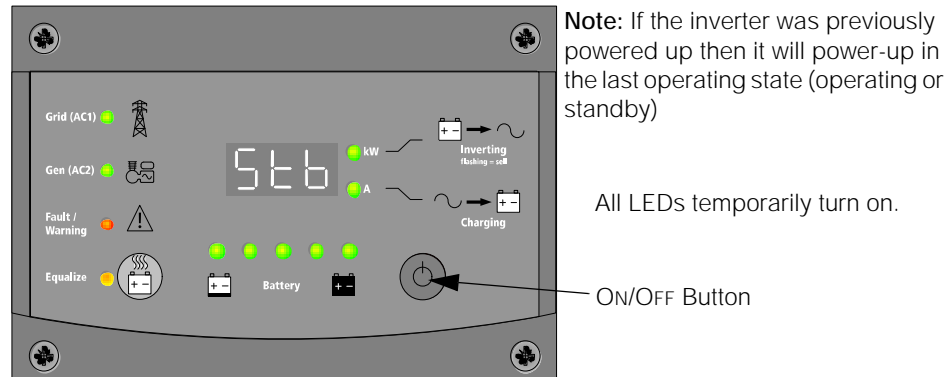 Note: If the inverter was previously
powered up then it will power-up in
the last operating state (operating or
standby)
All LEDs temporarily turn on.
ON/OFF Button
Grid (AC1)
Gen (AC2)
Fault /
Warning
Equalize
Stb
kW
A
Inverting
flashing = sell
Charging
Battery